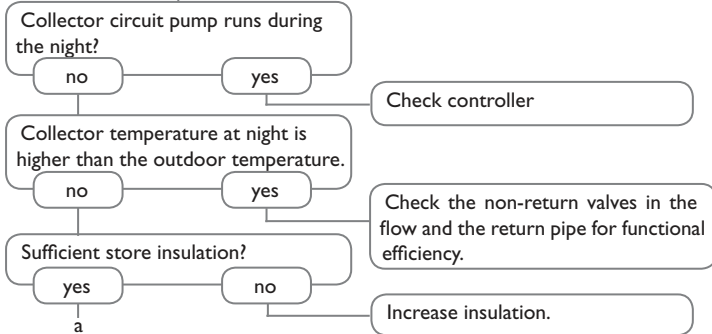 Collector circuit pump runs during
the night?
no
yes
Check controller
Collector temperature at night is
higher than the outdoor temperature.
no
yes
Check the non-return valves in the
flow and the return pipe for functional
efficiency.
Sufficient store insulation?
yes
no
Increase insulation.
a